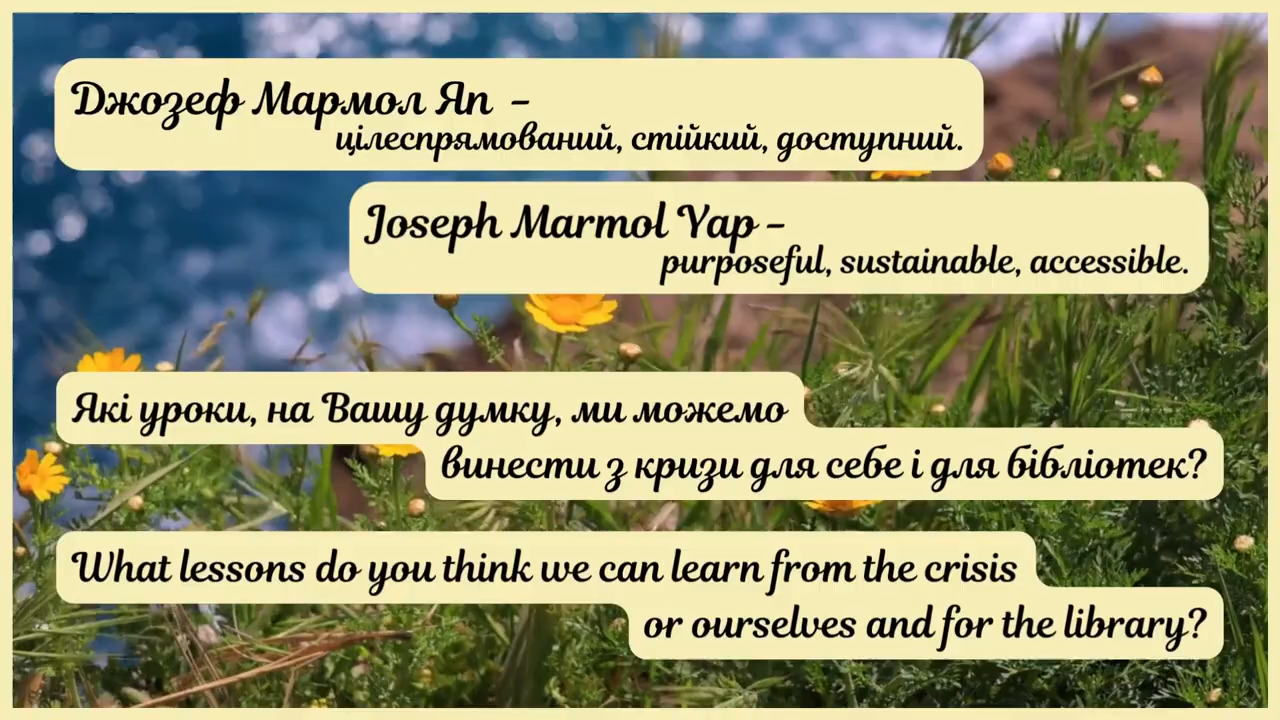 Джозеф Мармол Яп –
цілеспрямований, стійкий, доступний.
Joseph Marmol Yap –
purposeful, sustainable, accessible.
Які уроки, на Вашу думку, ми можемо
винести з кризи для себе і для бібліотек?
What lessons do you think we can learn from the crisis
or ourselves and for the library?